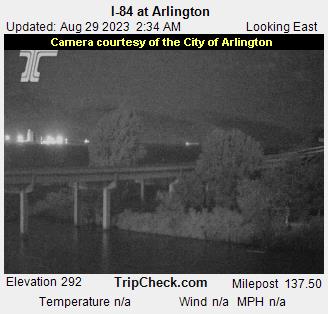 I-84 at Arlington
Updated: Aug 29 2023 2:34 AM Looking East
Camera courtesy of the City of Arlington
Elevation 292 TripCheck.com Milepost 137.50
Temperature n/a Wind n/a MPH n/a